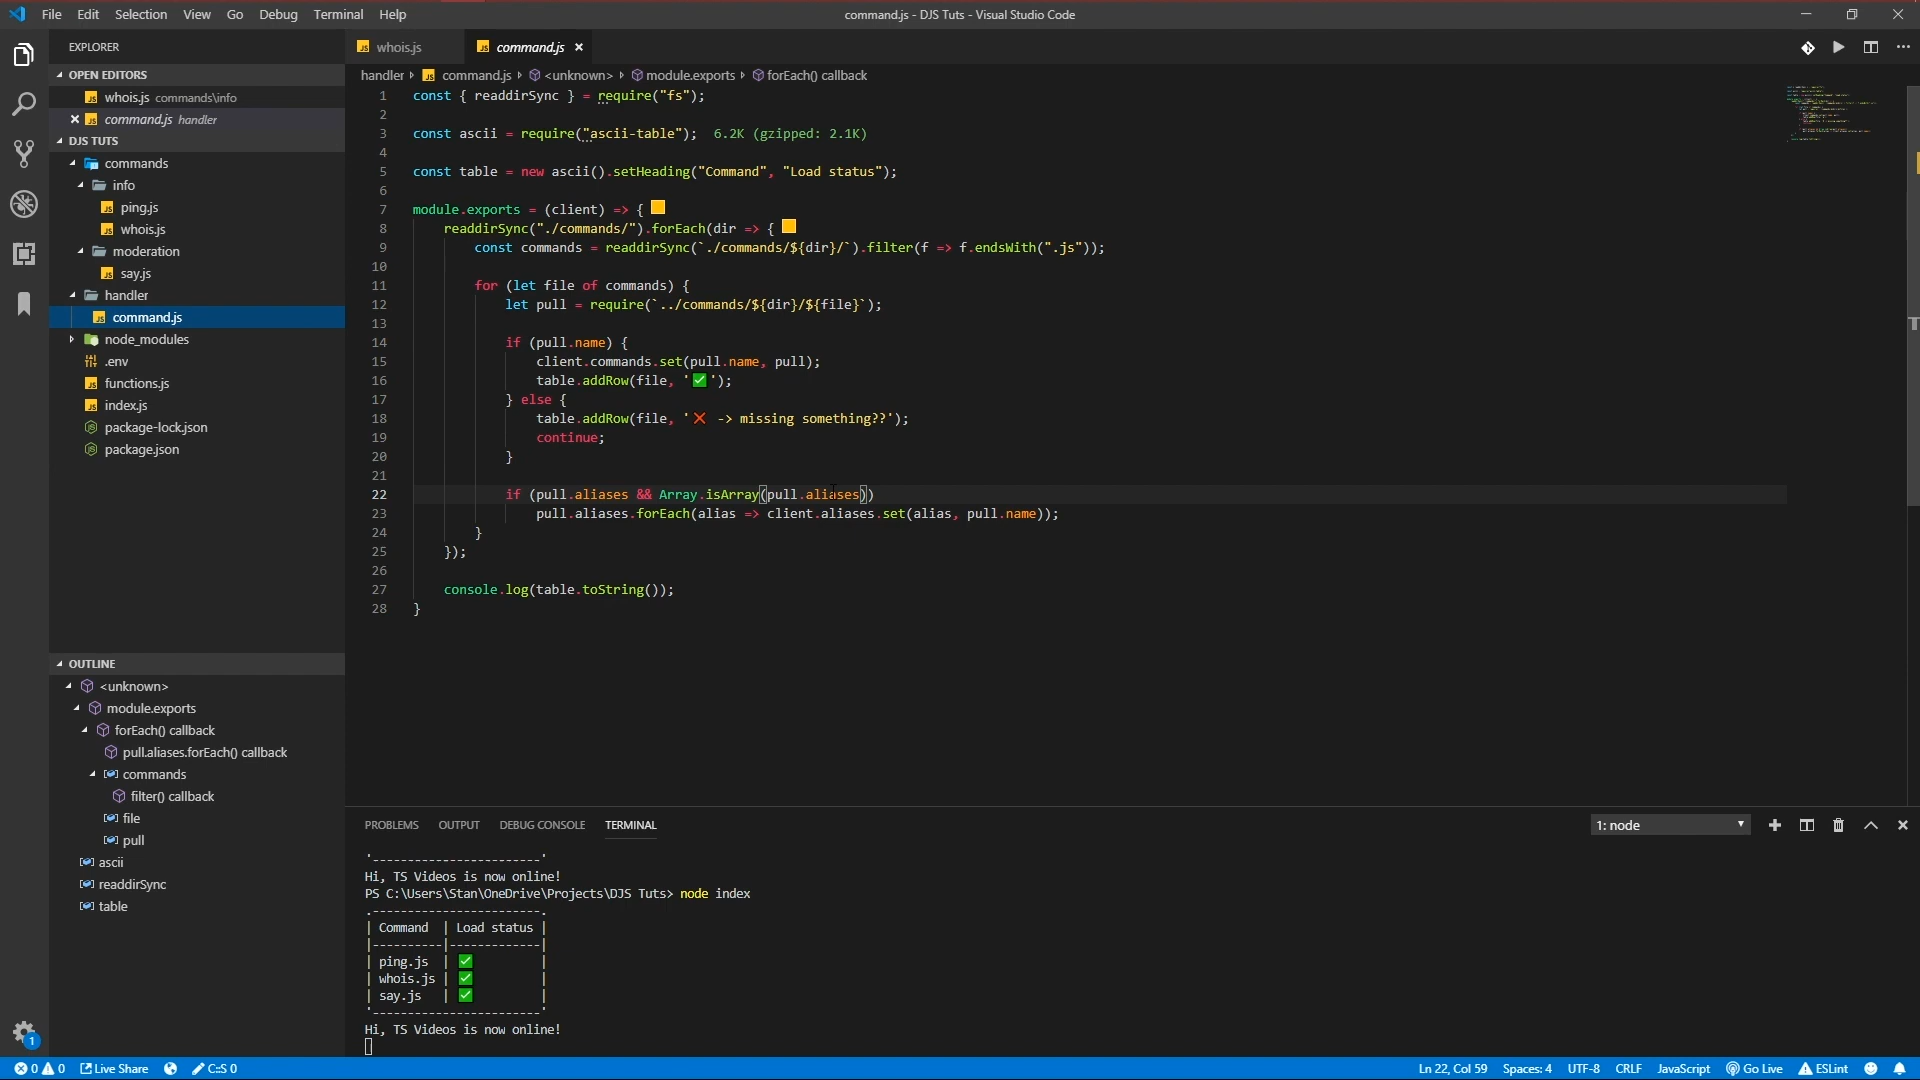 File Edit Selection View Go Debug Terminal Help
command.js - DJS Tuts - Visual Studio Code
EXPLORER
OPEN EDITORS
whois.js commands\info
command.js handler
DJS TUTS
commands
info
ping.js
whois.js
moderation
say.js
handler
command.js
node_modules
.env
functions.js
index.js
package-lock.json
package.json
OUTLINE
<unknown>
module.exports
forEach() callback
pull.aliases.forEach() callback
commands
filter() callback
file
pull
ascii
readdirSync
table
whois.js command.js
handler command.js <unknown> module.exports forEach() callback
1 const { readdirSync } = require("fs");
2
3 const ascii = require("ascii-table"); 6.2K (gzipped: 2.1K)
4
5 const table = new ascii().setHeading("Command", "Load status");
6
7 module.exports = (client) => {
8 readdirSync("./commands/").forEach(dir => {
9 const commands = readdirSync(`./commands/${dir}/`).filter(f => f.endsWith(".js"));
10
11 for (let file of commands) {
12 let pull = require(`../commands/${dir}/${file}`);
13
14 if (pull.name) {
15 client.commands.set(pull.name, pull);
16 table.addRow(file, '✅');
17 } else {
18 table.addRow(file, '❌ -> missing something??');
19 continue;
20 }
21
22 if (pull.aliases && Array.isArray(pull.aliases))
23 pull.aliases.forEach(alias => client.aliases.set(alias, pull.name));
24 }
25 });
26
27 console.log(table.toString());
28 }
PROBLEMS OUTPUT DEBUG CONSOLE TERMINAL
1: node
'------------------------'
Hi, TS Videos is now online!
PS C:\Users\Stan\OneDrive\Projects\DJS Tuts> node index
.------------------------.
| Command | Load status |
|----------|-------------|
| ping.js | ✅ |
| whois.js | ✅ |
| say.js | ✅ |
'------------------------'
Hi, TS Videos is now online!
1
0 0 Live Share C:S 0
Ln 22, Col 59 Spaces: 4 UTF-8 CRLF JavaScript Go Live ESLint